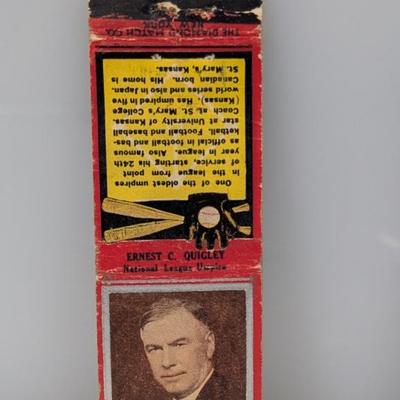 ERNEST C. QUIGLEY
National League Umpire
One of the oldest umpires
in the league from point
of service, starting his 24th
year in league. Also famous
as official in football and bas-
ketball. Football and baseball
star at University of Kansas.
Coach at St. Mary's College
(Kansas). Has umpired in five
world series and also in Japan.
Canadian born. His home is
St. Mary's, Kansas.
THE DIAMOND MATCH CO.
NEW YORK